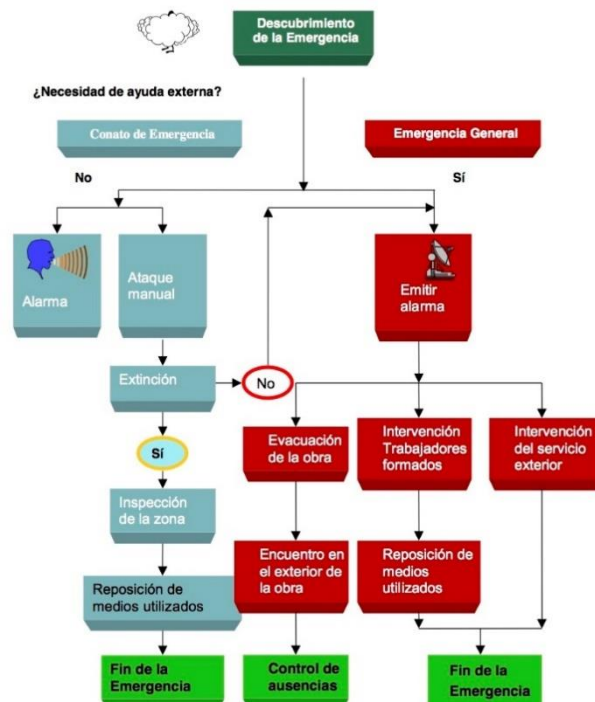 Descubrimiento
de la Emergencia
¿Necesidad de ayuda externa?
Conato de Emergencia
Emergencia General
No
Sí
Alarma
Ataque
manual
Emitir
alarma
Extinción
No
Sí
Evacuación
de la obra
Intervención
Trabajadores
formados
Intervención
del servicio
exterior
Inspección
de la zona
Encuentro en
el exterior de
la obra
Reposición de
medios
utilizados
Reposición de
medios utilizados
Fin de la
Emergencia
Control de
ausencias
Fin de la
Emergencia